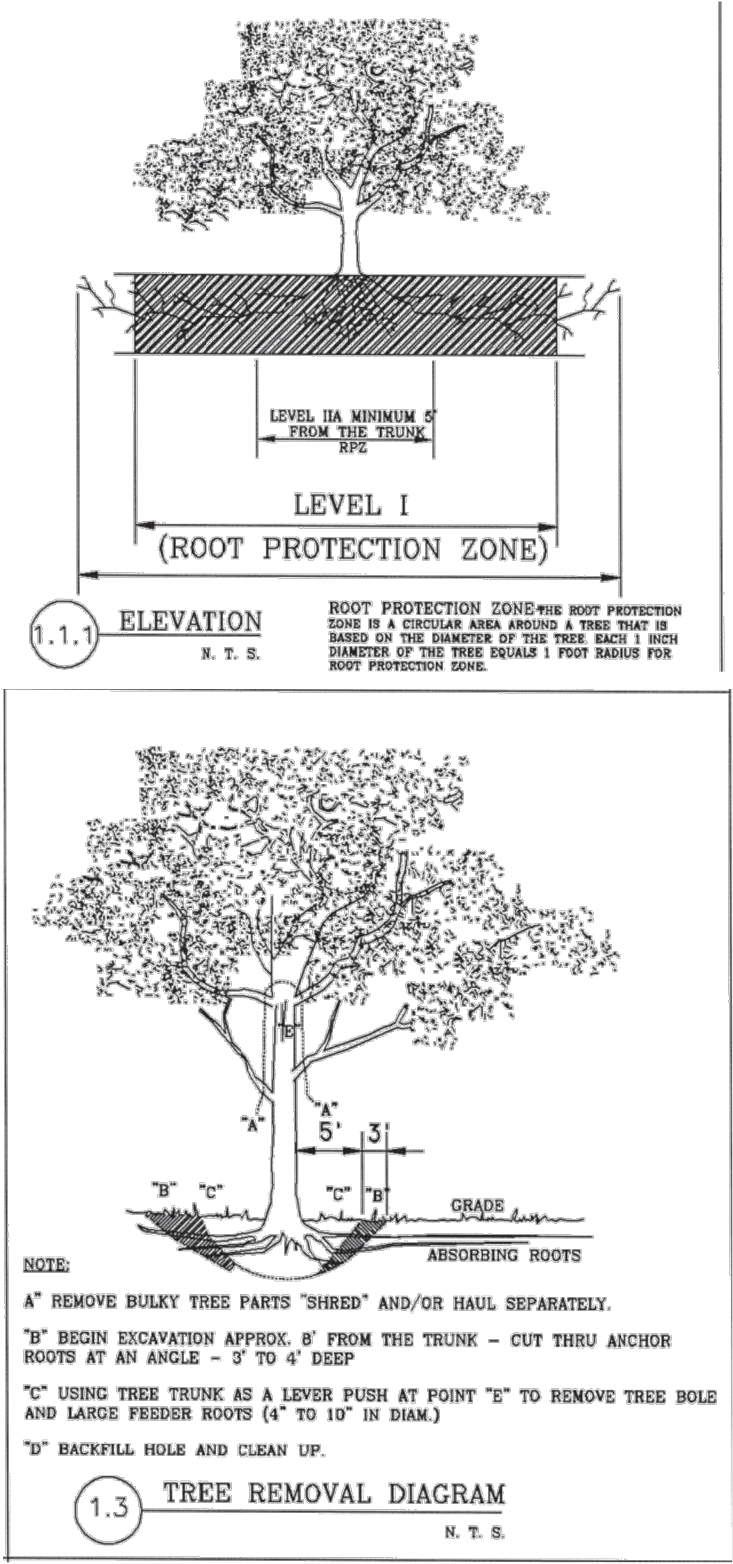 LEVEL IIA MINIMUM 5'
FROM THE TRUNK
RPZ
LEVEL I
(ROOT PROTECTION ZONE)
1.1.1
ELEVATION
N. T. S.
ROOT PROTECTION ZONE-THE ROOT PROTECTION
ZONE IS A CIRCULAR AREA AROUND A TREE THAT IS
BASED ON THE DIAMETER OF THE TREE. EACH 1 INCH
DIAMETER OF THE TREE EQUALS 1 FOOT RADIUS FOR
ROOT PROTECTION ZONE.
"E"
"A"
"A"
5'
3'
"B"
"C"
"C"
"B"
GRADE
ABSORBING ROOTS
NOTE:
A" REMOVE BULKY TREE PARTS "SHRED" AND/OR HAUL SEPARATELY.
"B" BEGIN EXCAVATION APPROX. 8' FROM THE TRUNK – CUT THRU ANCHOR
ROOTS AT AN ANGLE – 3' TO 4' DEEP
"C" USING TREE TRUNK AS A LEVER PUSH AT POINT "E" TO REMOVE TREE BOLE
AND LARGE FEEDER ROOTS (4" TO 10" IN DIAM.)
"D" BACKFILL HOLE AND CLEAN UP.
1.3
TREE REMOVAL DIAGRAM
N. T. S.